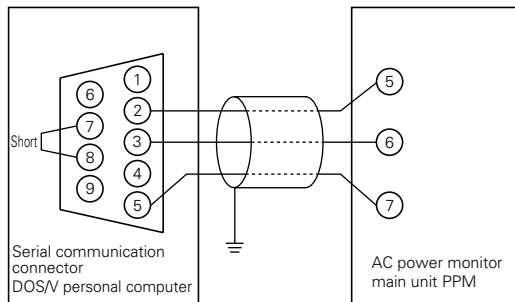 1
6
2
7
3
Short
8
4
9
5
5
6
7
Serial communication
connector
DOS/V personal computer
AC power monitor
main unit PPM